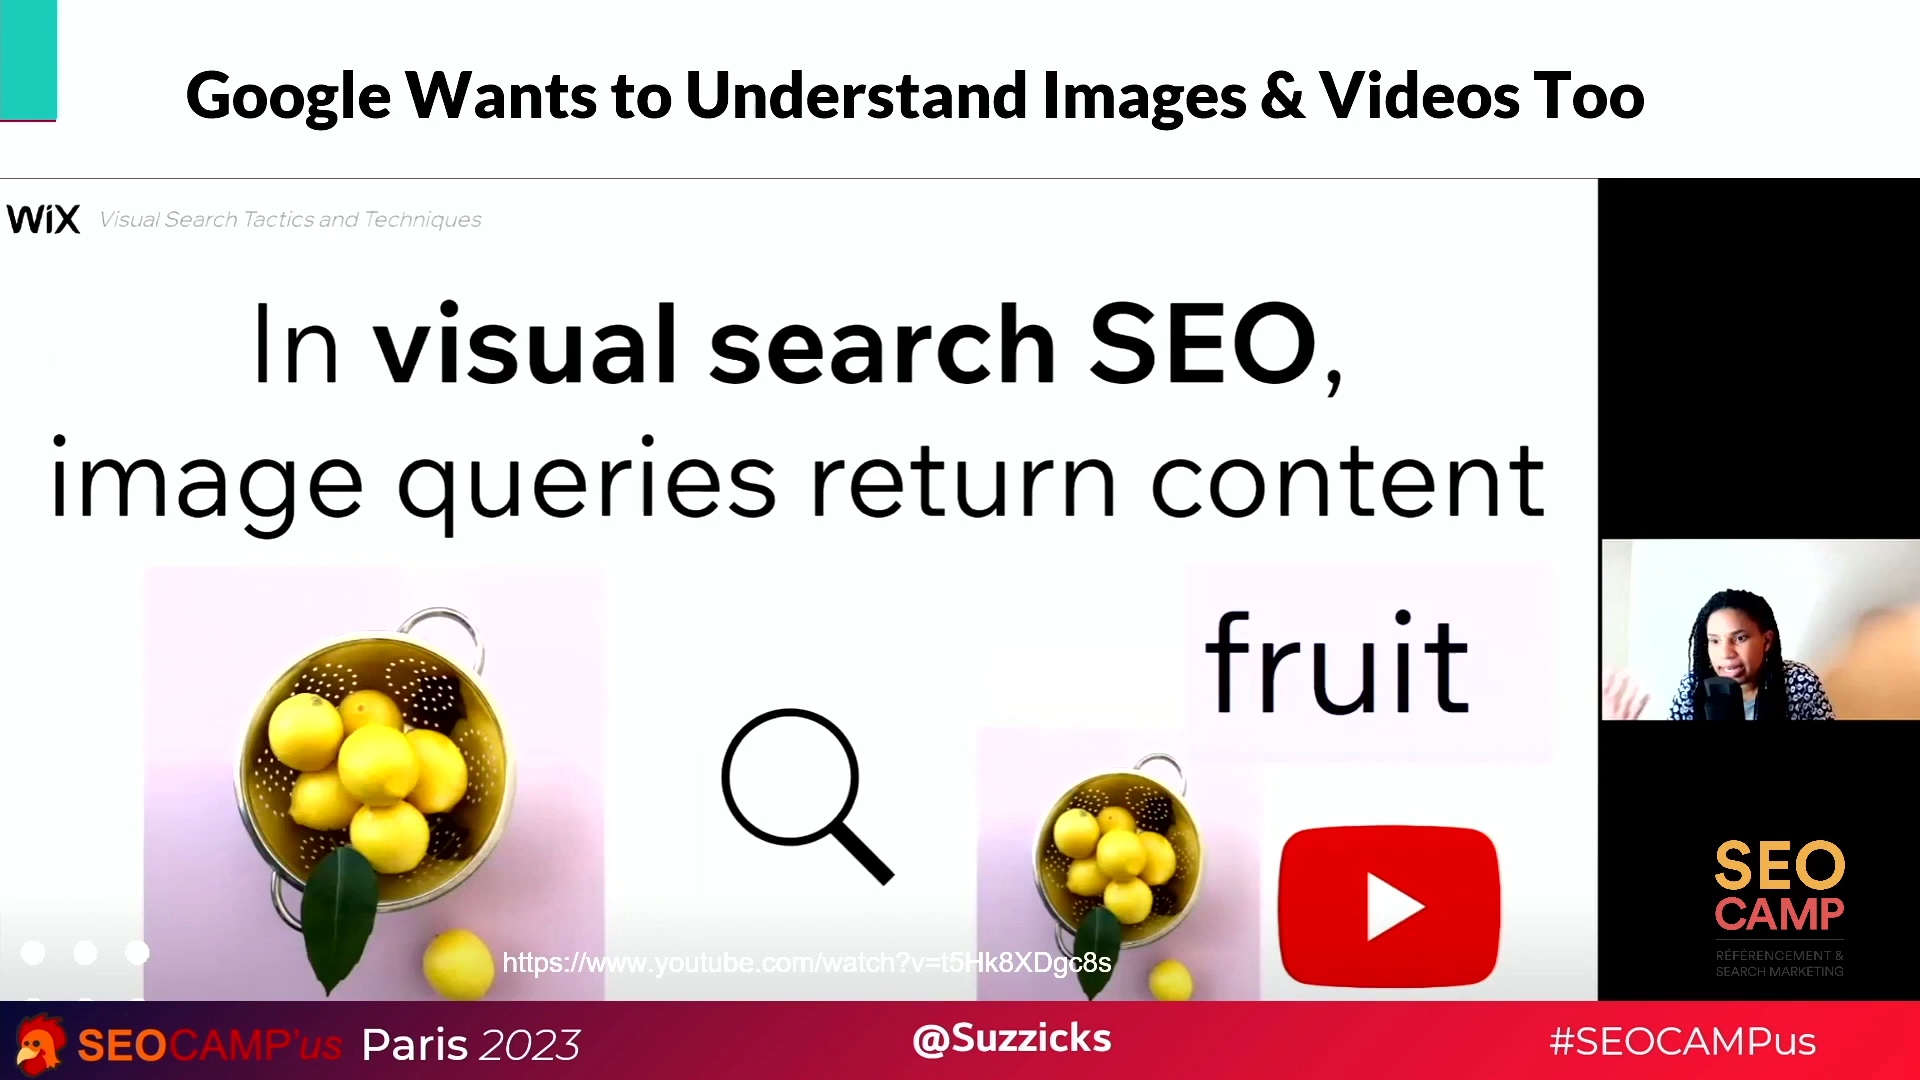 Google Wants to Understand Images & Videos Too
WiX Visual Search Tactics and Techniques
In visual search SEO,
image queries return content
fruit
https://www.youtube.com/watch?v=t5Hk8XDgc8s
SEO
CAMP
RÉFÉRENCEMENT &
SEARCH MARKETING
SEOCAMP'us Paris 2023
@Suzzicks
#SEOCAMPus